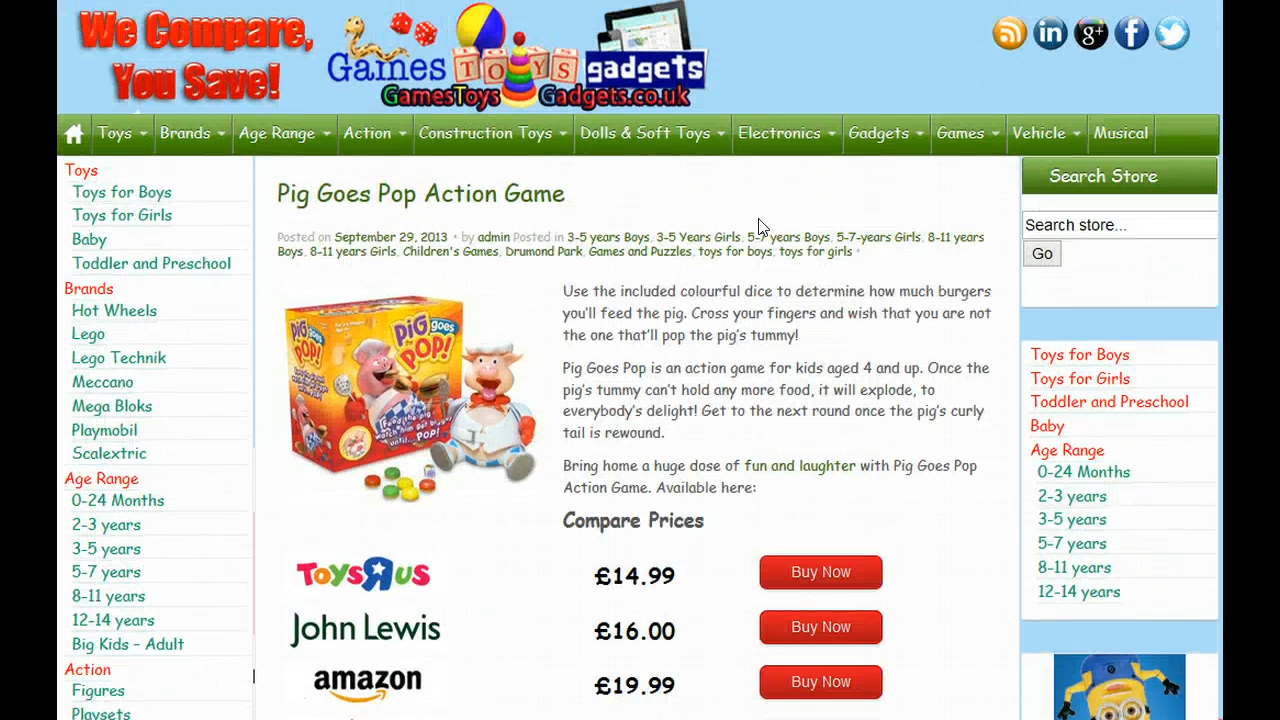 We Compare,
You Save!
Games TOYS gadgets
GamesToys Gadgets.co.uk
Toys
Brands
Age Range
Action
Construction Toys
Dolls & Soft Toys
Electronics
Gadgets
Games
Vehicle
Musical
Toys
Toys for Boys
Toys for Girls
Baby
Toddler and Preschool
Brands
Hot Wheels
Lego
Lego Technik
Meccano
Mega Bloks
Playmobil
Scalextric
Age Range
0-24 Months
2-3 years
3-5 years
5-7 years
8-11 years
12-14 years
Big Kids – Adult
Action
Figures
Playsets
Pig Goes Pop Action Game
Posted on September 29, 2013 • by admin Posted in 3-5 years Boys, 3-5 Years Girls, 5-7 years Boys, 5-7-years Girls, 8-11 years
Boys, 8-11 years Girls, Children's Games, Drumond Park, Games and Puzzles, toys for boys, toys for girls •
PIG goes POP!
PIG goes POP!
Use the included colourful dice to determine how much burgers
you'll feed the pig. Cross your fingers and wish that you are not
the one that'll pop the pig's tummy!
Pig Goes Pop is an action game for kids aged 4 and up. Once the
pig's tummy can't hold any more food, it will explode, to
everybody's delight! Get to the next round once the pig's curly
tail is rewound.
Bring home a huge dose of fun and laughter with Pig Goes Pop
Action Game. Available here:
Compare Prices
ToysRus £14.99 Buy Now
John Lewis £16.00 Buy Now
amazon £19.99 Buy Now
Search Store
Search store...
Go
Toys for Boys
Toys for Girls
Toddler and Preschool
Baby
Age Range
0-24 Months
2-3 years
3-5 years
5-7 years
8-11 years
12-14 years